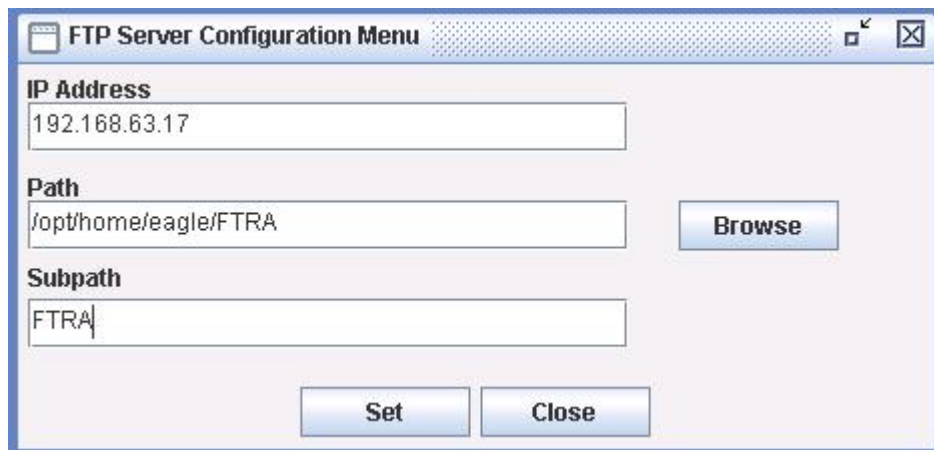 FTP Server Configuration Menu
IP Address
192.168.63.17
Path
/opt/home/eagle/FTRA
Browse
Subpath
FTRA
Set Close